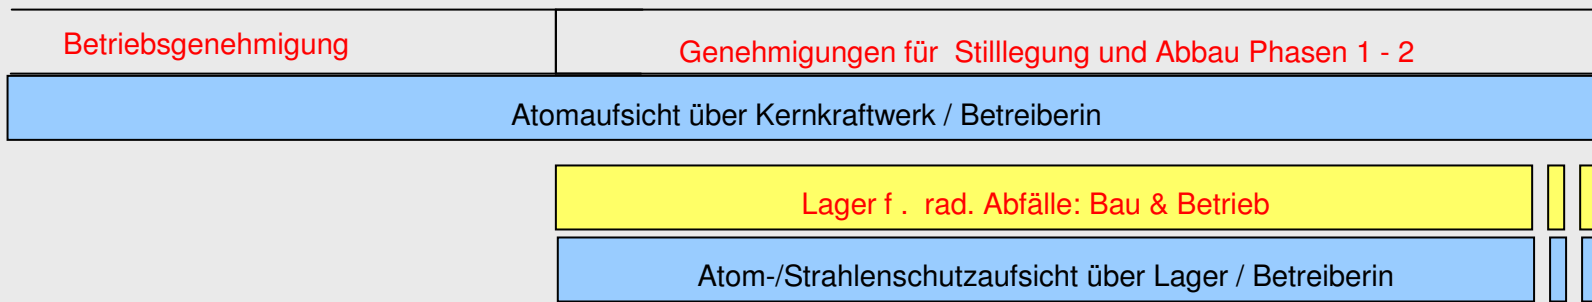 Betriebsgenehmigung
Genehmigungen für Stilllegung und Abbau Phasen 1 - 2
Atomaufsicht über Kernkraftwerk / Betreiberin
Lager f . rad. Abfälle: Bau & Betrieb
Atom-/Strahlenschutzaufsicht über Lager / Betreiberin